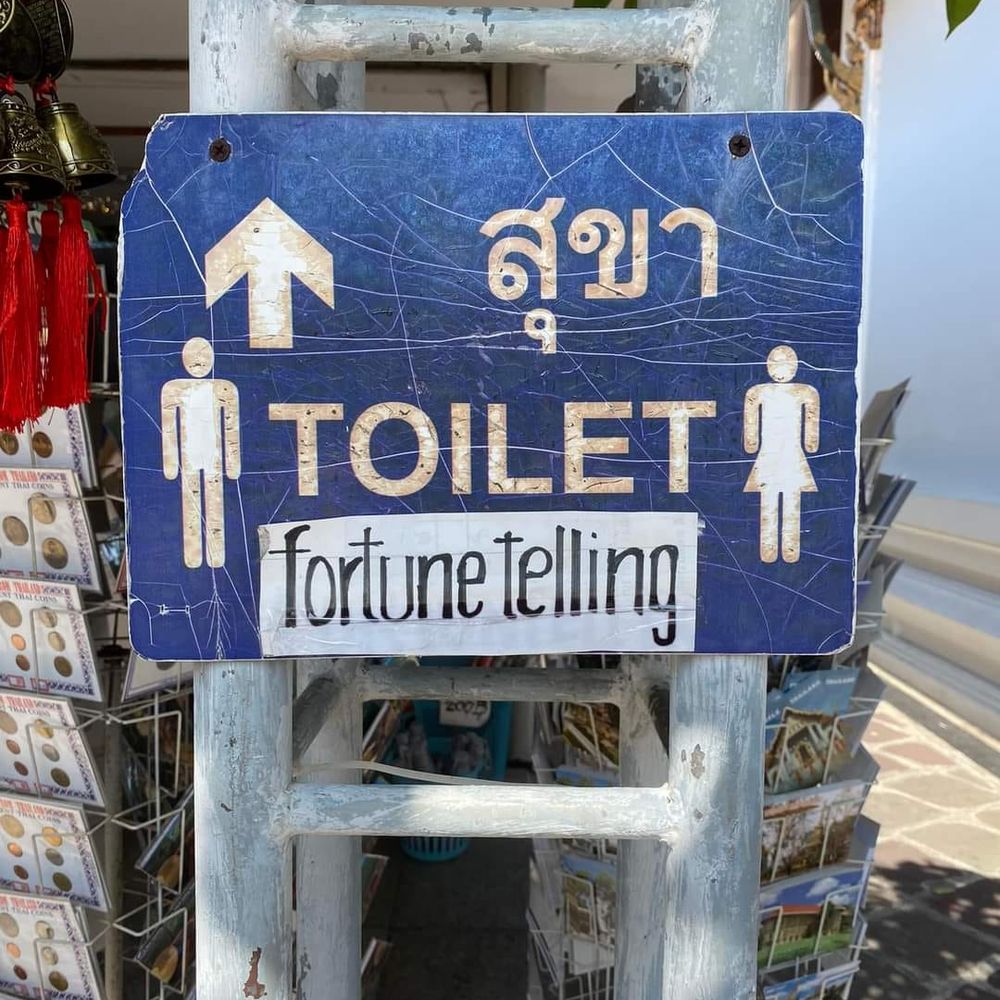 สุขา
TOILET
fortune telling